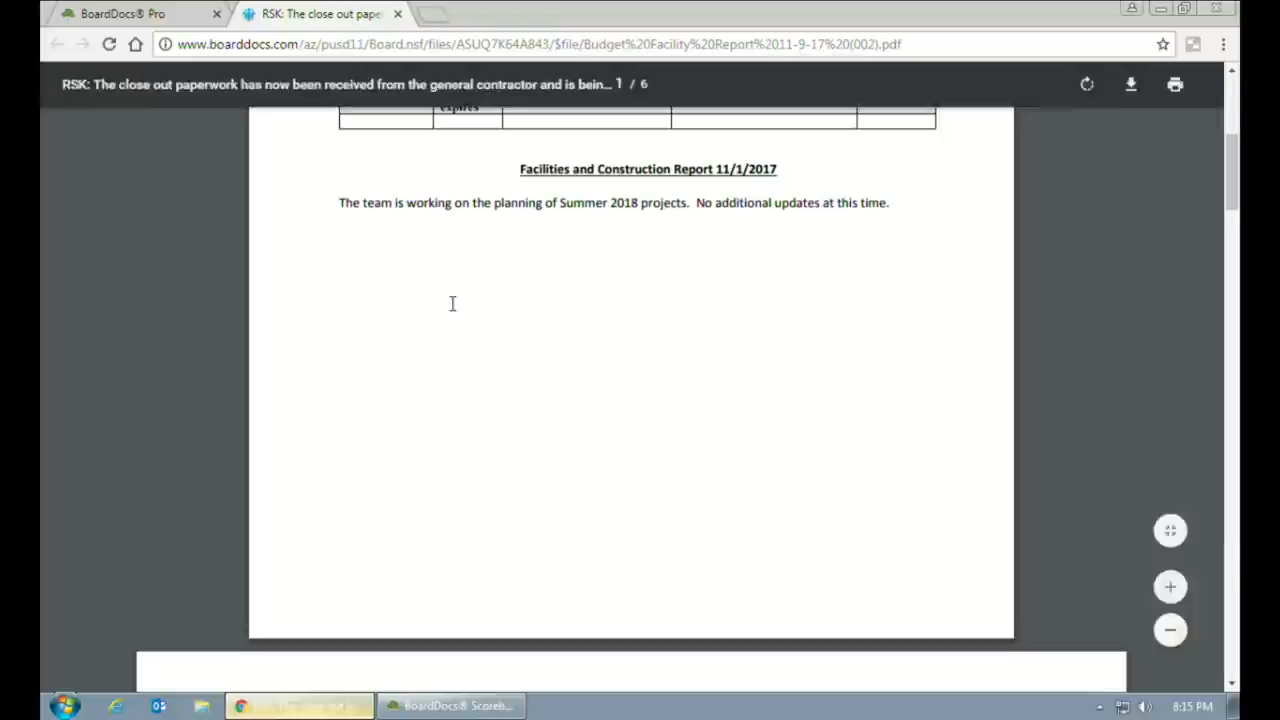 BoardDocs® Pro
RSK: The close out pape
www.boarddocs.com/az/pusd11/Board.nsf/files/ASUQ7K64A843/$file/Budget%20Facility%20Report%2011-9-17%20(002).pdf
RSK: The close out paperwork has now been received from the general contractor and is bein... 1 / 6
expires
Facilities and Construction Report 11/1/2017
The team is working on the planning of Summer 2018 projects. No additional updates at this time.
BoardDocs® Scoreb...
8:15 PM